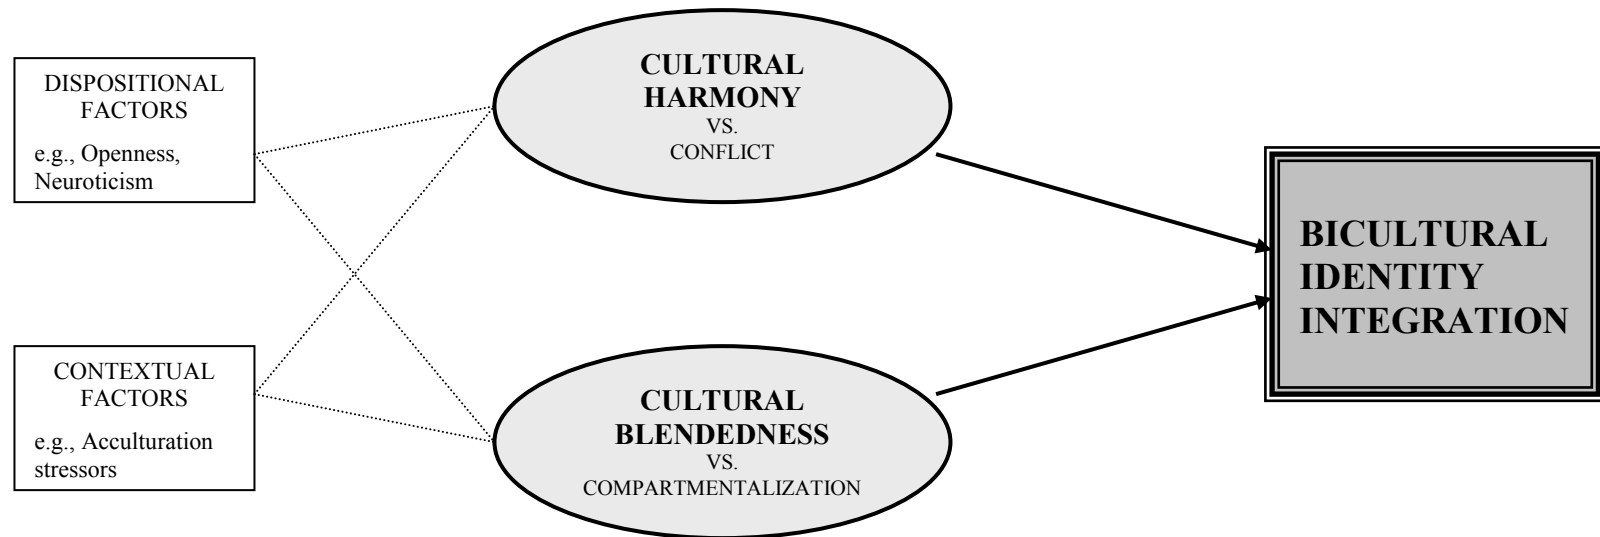 DISPOSITIONAL
FACTORS
e.g., Openness,
Neuroticism
CONTEXTUAL
FACTORS
e.g., Acculturation
stressors
CULTURAL
HARMONY
VS.
CONFLICT
CULTURAL
BLENDEDNESS
VS.
COMPARTMENTALIZATION
BICULTURAL
IDENTITY
INTEGRATION